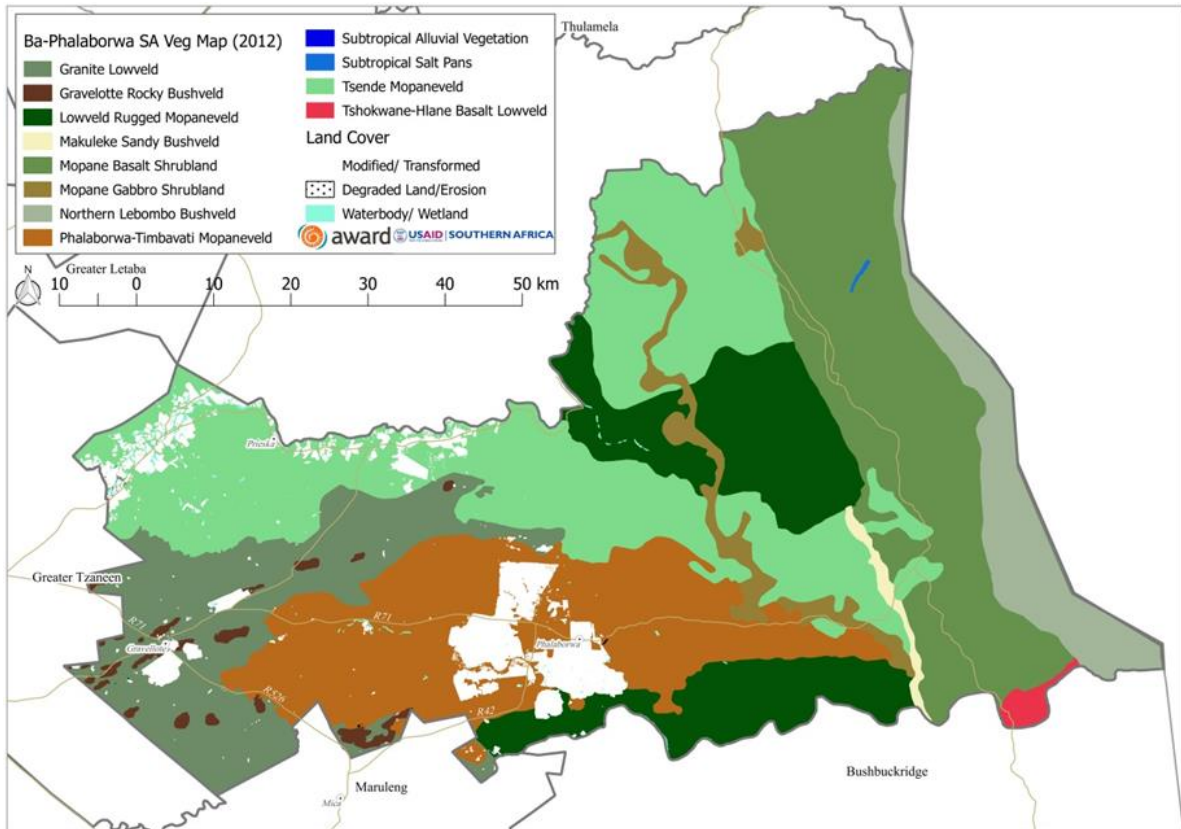 Ba-Phalaborwa SA Veg Map (2012)
Granite Lowveld
Gravelotte Rocky Bushveld
Lowveld Rugged Mopaneveld
Makuleke Sandy Bushveld
Mopane Basalt Shrubland
Mopane Gabbro Shrubland
Northern Lebombo Bushveld
Phalaborwa-Timbavati Mopaneveld
Subtropical Alluvial Vegetation
Subtropical Salt Pans
Tsende Mopaneveld
Tshokwane-Hlane Basalt Lowveld
Land Cover
Modified/ Transformed
Degraded Land/Erosion
Waterbody/ Wetland
award USAID SOUTHERN AFRICA
Thulamela
N
Greater Letaba
10 0 10 20 30 40 50 km
Prieska
Greater Tzaneen
R71
Gravelotte
R71
Phalaborwa
R526
R42
Maruleng
Mica
Bushbuckridge